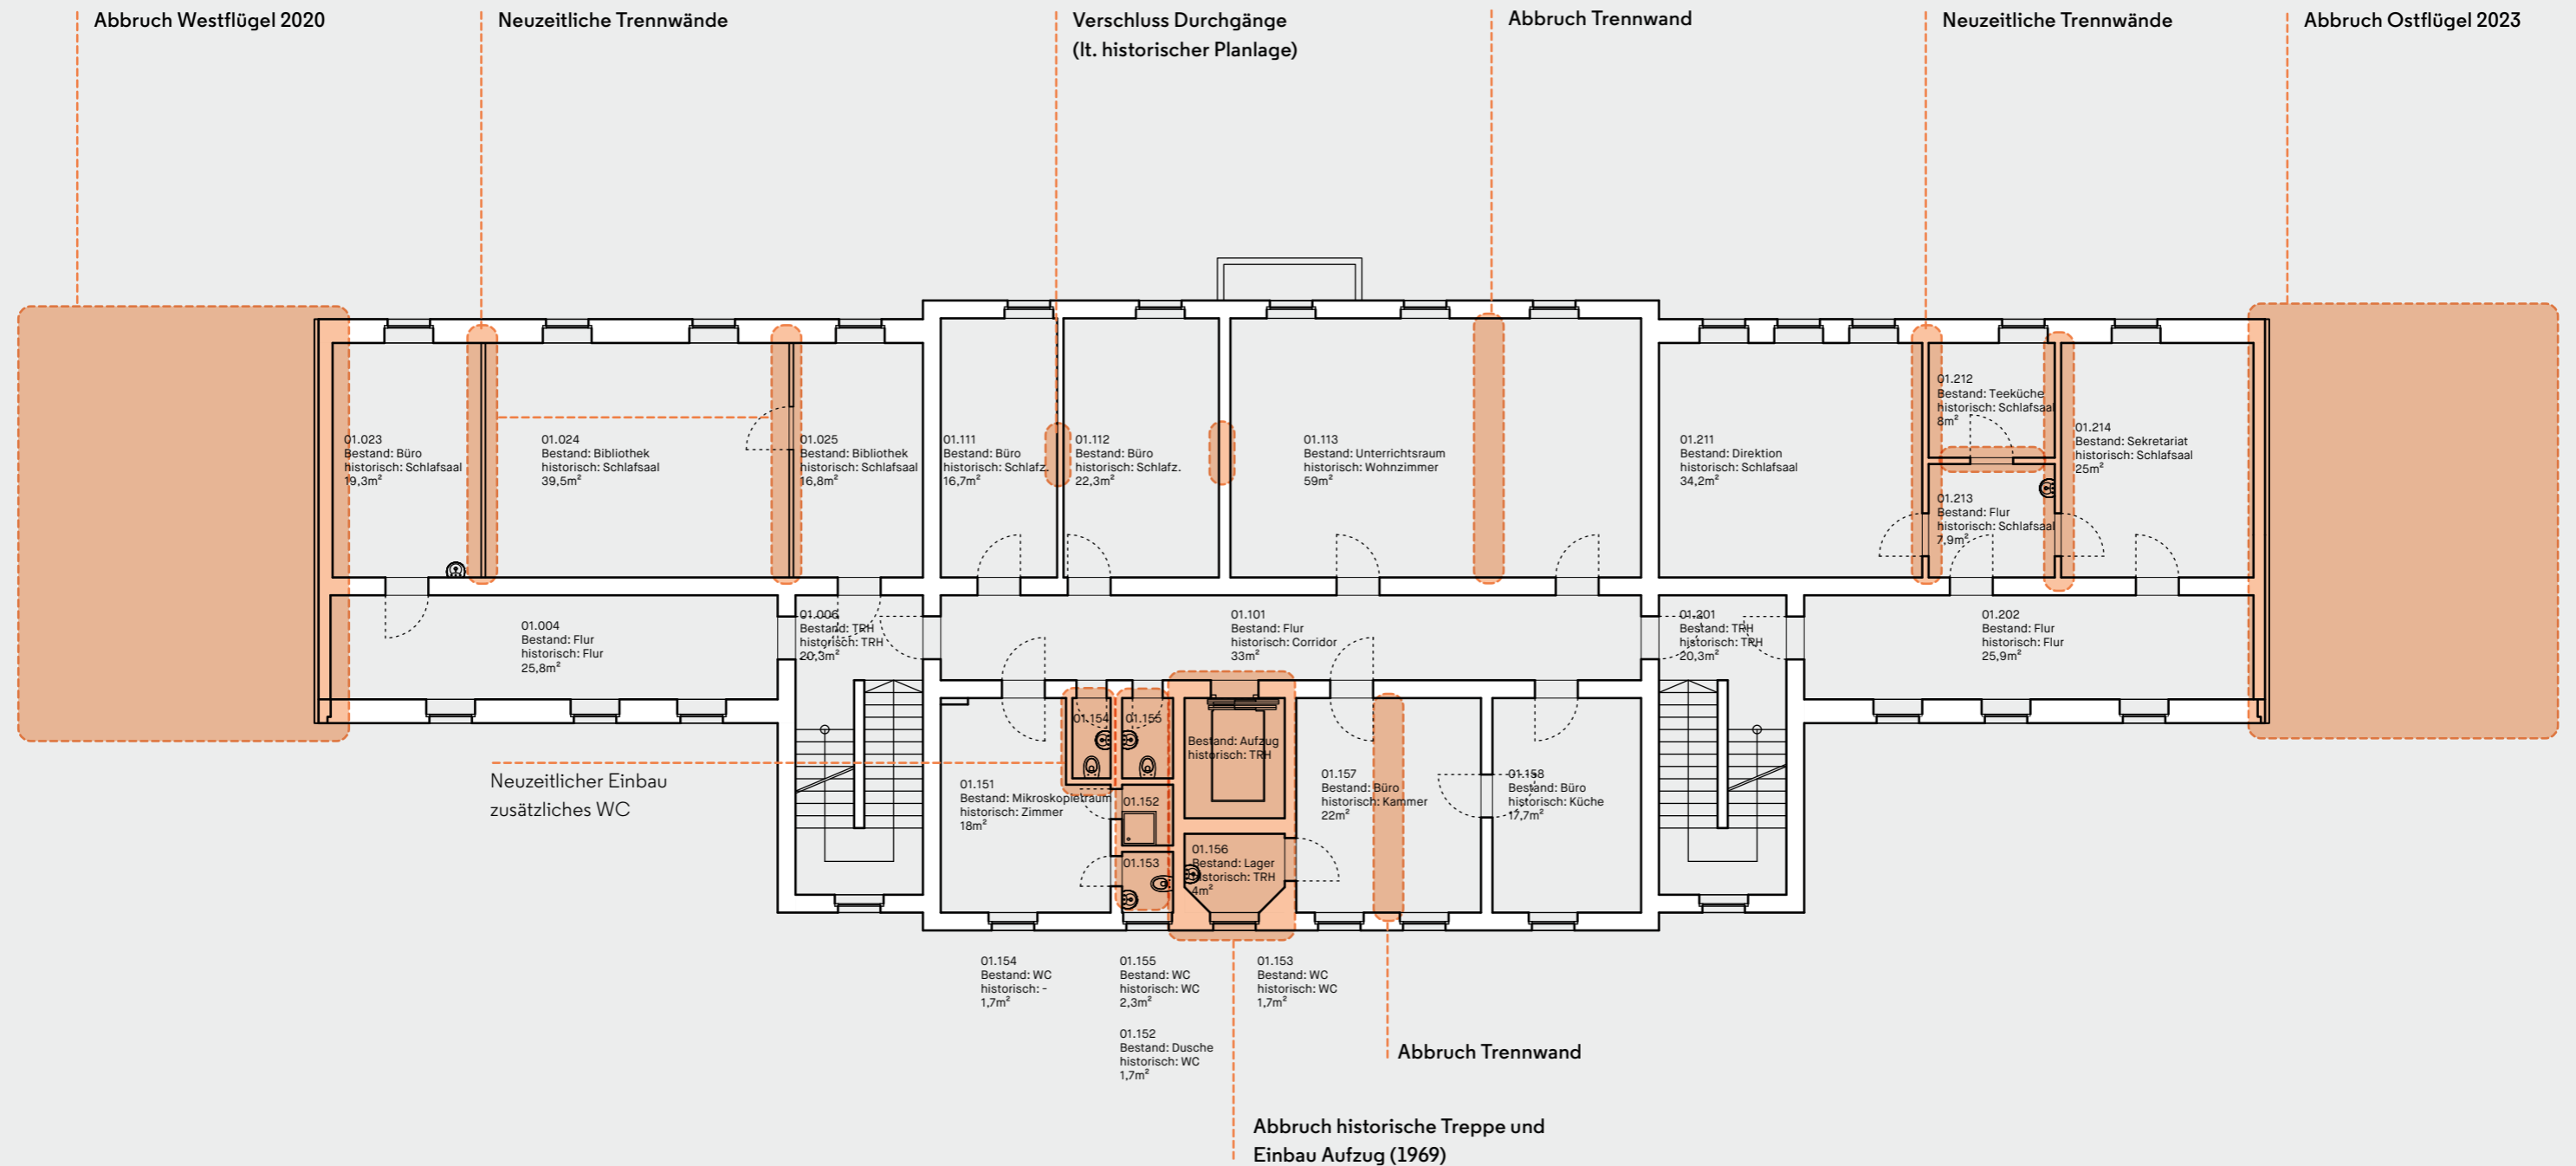 Abbruch Westflügel 2020
Neuzeitliche Trennwände
Verschluss Durchgänge
(lt. historischer Planlage)
Abbruch Trennwand
Neuzeitliche Trennwände
Abbruch Ostflügel 2023
01.023
Bestand: Büro
historisch: Schlafsaal
19,3m²
01.024
Bestand: Bibliothek
historisch: Schlafsaal
39,5m²
01.025
Bestand: Bibliothek
historisch: Schlafsaal
16,8m²
01.111
Bestand: Büro
historisch: Schlafz.
16,7m²
01.112
Bestand: Büro
historisch: Schlafz.
22,3m²
01.113
Bestand: Unterrichtsraum
historisch: Wohnzimmer
59m²
01.211
Bestand: Direktion
historisch: Schlafsaal
34,2m²
01.212
Bestand: Teeküche
historisch: Schlafsaal
8m²
01.213
Bestand: Flur
historisch: Schlafsaal
7,9m²
01.214
Bestand: Sekretariat
historisch: Schlafsaal
25m²
01.004
Bestand: Flur
historisch: Flur
25,8m²
01.006
Bestand: TRH
historisch: TRH
20,3m²
01.101
Bestand: Flur
historisch: Corridor
33m²
01.201
Bestand: TRH
historisch: TRH
20,3m²
01.202
Bestand: Flur
historisch: Flur
25,9m²
Neuzeitlicher Einbau
zusätzliches WC
01.151
Bestand: Mikroskopieraum
historisch: Zimmer
18m²
01.154
01.155
01.152
01.153
Bestand: Aufzug
historisch: TRH
01.156
Bestand: Lager
historisch: TRH
4m²
01.157
Bestand: Büro
historisch: Kammer
22m²
01.158
Bestand: Büro
historisch: Küche
17,7m²
01.154
Bestand: WC
historisch: -
1,7m²
01.155
Bestand: WC
historisch: WC
2,3m²
01.153
Bestand: WC
historisch: WC
1,7m²
01.152
Bestand: Dusche
historisch: WC
1,7m²
Abbruch Trennwand
Abbruch historische Treppe und
Einbau Aufzug (1969)